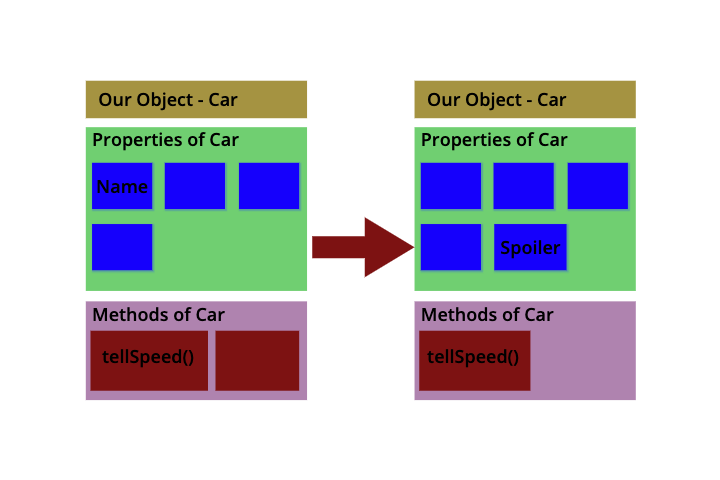 Our Object - Car
Properties of Car
Name
Methods of Car
tellSpeed()
Our Object - Car
Properties of Car
Spoiler
Methods of Car
tellSpeed()